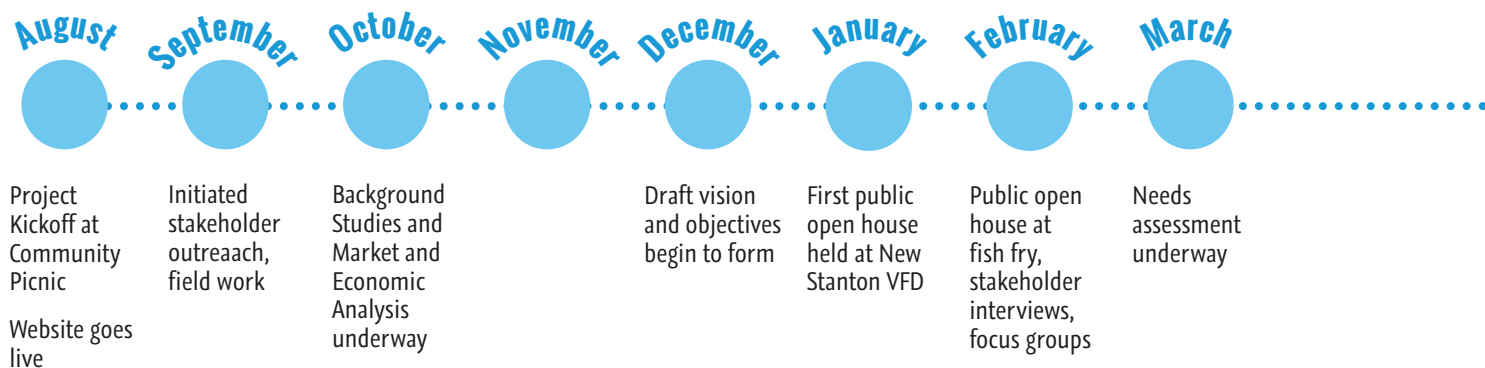 August
September
October
November
December
January
February
March
Project
Kickoff at
Community
Picnic
Website goes
live
Initiated
stakeholder
outreaach,
field work
Background
Studies and
Market and
Economic
Analysis
underway
Draft vision
and objectives
begin to form
First public
open house
held at New
Stanton VFD
Public open
house at
fish fry,
stakeholder
interviews,
focus groups
Needs
assessment
underway